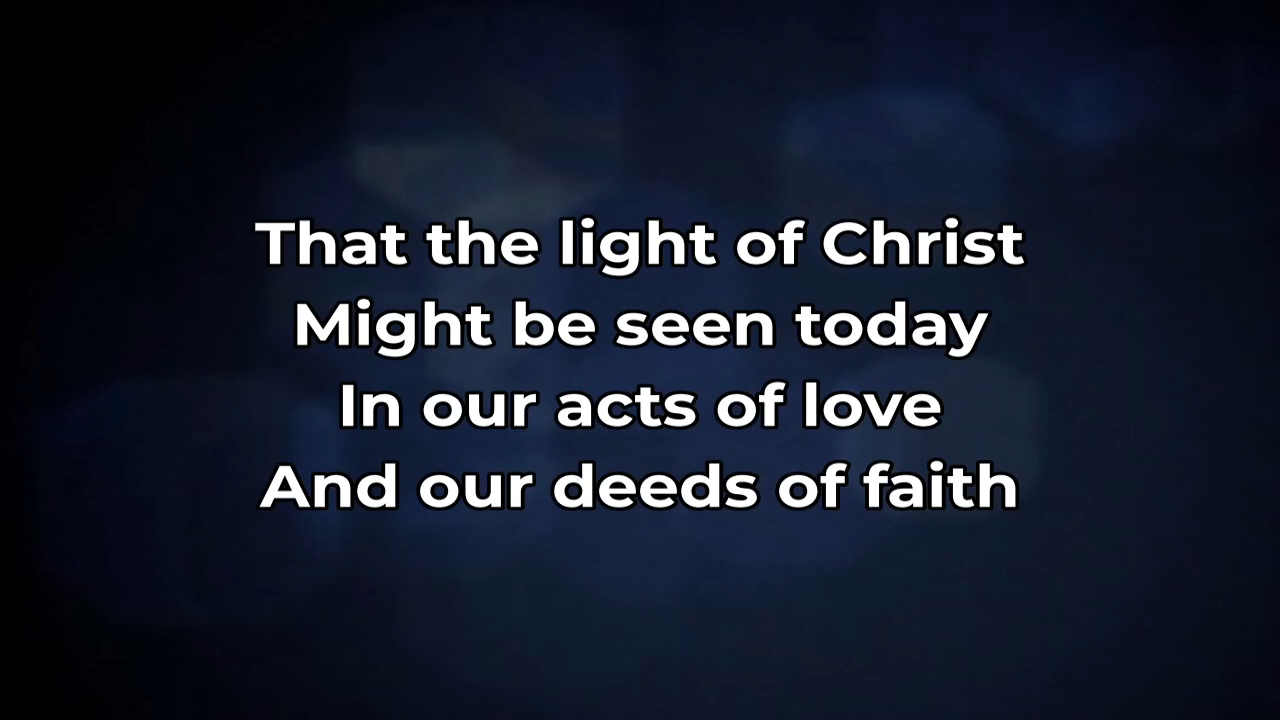 That the light of Christ
Might be seen today
In our acts of love
And our deeds of faith